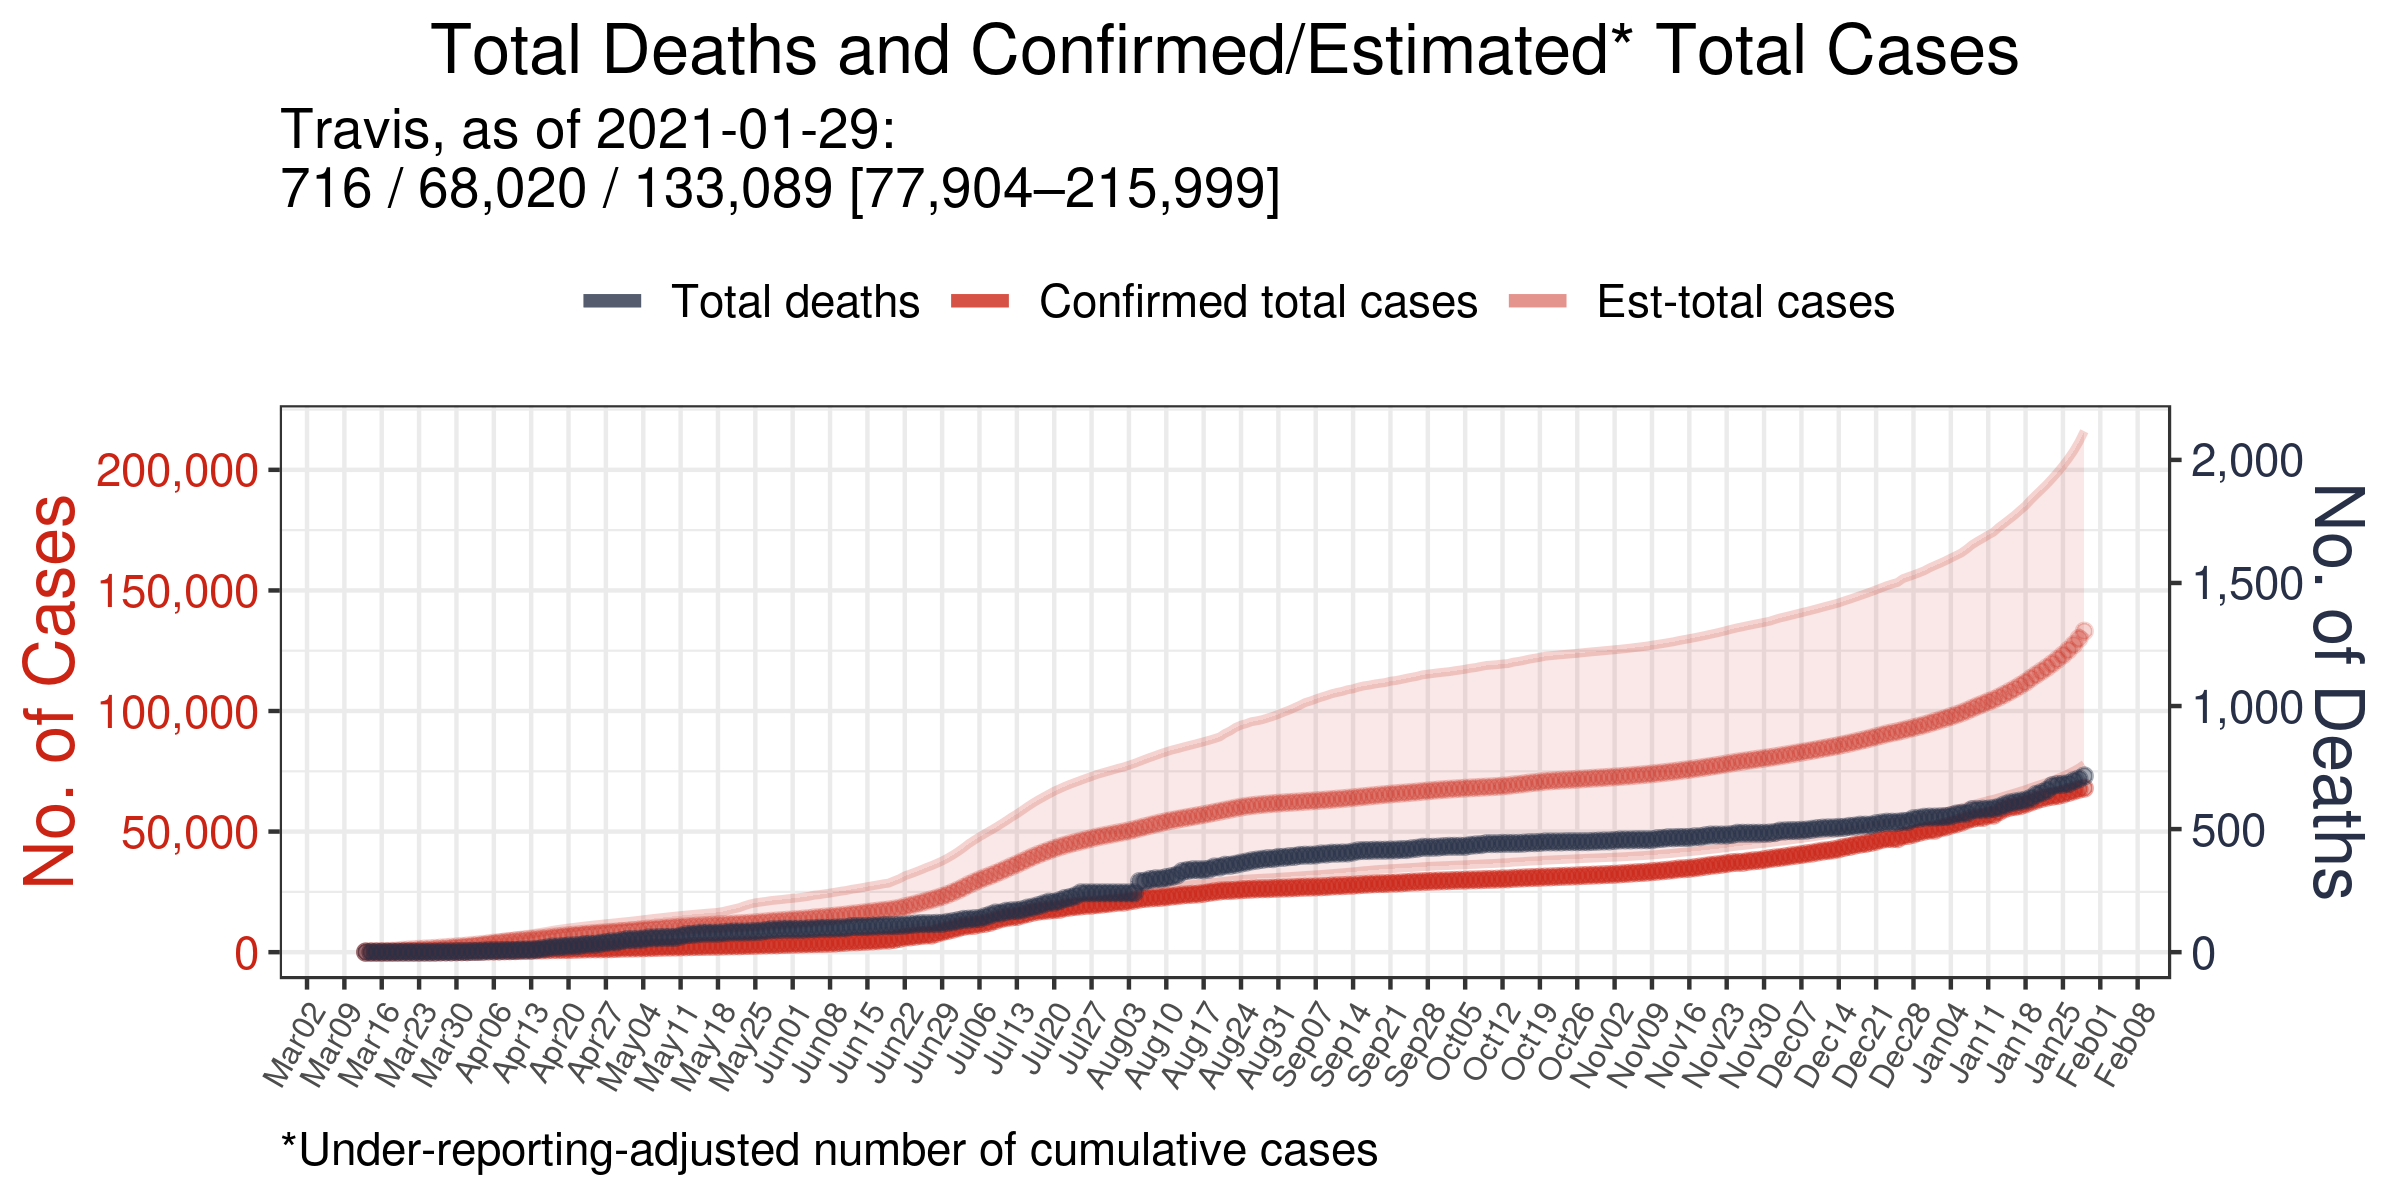 Total Deaths and Confirmed/Estimated* Total Cases
Travis, as of 2021-01-29:
716 / 68,020 / 133,089 [77,904–215,999]
Total deaths
Confirmed total cases
Est-total cases
No. of Cases
200,000
150,000
100,000
50,000
0
2,000
1,500
1,000
500
0
No. of Deaths
Mar02
Mar09
Mar16
Mar23
Mar30
Apr06
Apr13
Apr20
Apr27
May04
May11
May18
May25
Jun01
Jun08
Jun15
Jun22
Jun29
Jul06
Jul13
Jul20
Jul27
Aug03
Aug10
Aug17
Aug24
Aug31
Sep07
Sep14
Sep21
Sep28
Oct05
Oct12
Oct19
Oct26
Nov02
Nov09
Nov16
Nov23
Nov30
Dec07
Dec14
Dec21
Dec28
Jan04
Jan11
Jan18
Jan25
Feb01
Feb08
*Under-reporting-adjusted number of cumulative cases